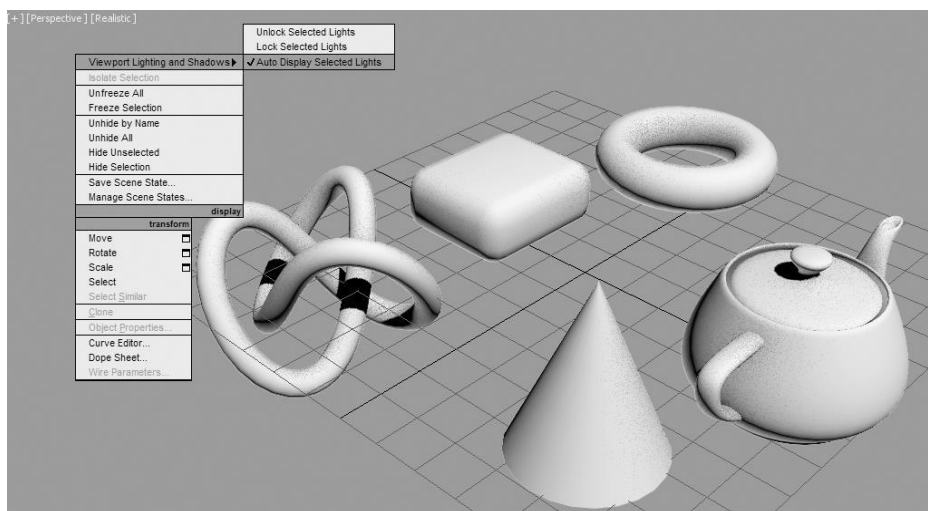 [+][Perspective][Realistic]
Unlock Selected Lights
Lock Selected Lights
Viewport Lighting and Shadows
Auto Display Selected Lights
Isolate Selection
Unfreeze All
Freeze Selection
Unhide by Name
Unhide All
Hide Unselected
Hide Selection
Save Scene State...
Manage Scene States...
display
transform
Move
Rotate
Scale
Select
Select Similar
Clone
Object Properties...
Curve Editor...
Dope Sheet...
Wire Parameters...